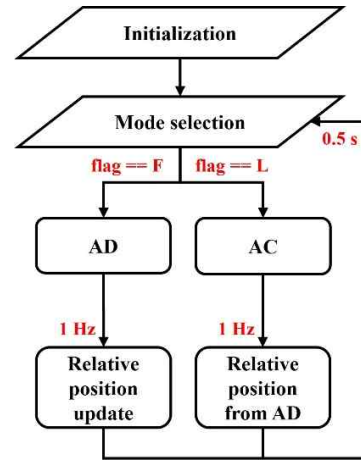 Initialization
Mode selection
0.5 s
flag == F flag == L
AD AC
1 Hz 1 Hz
Relative
position
update
Relative
position
from AD